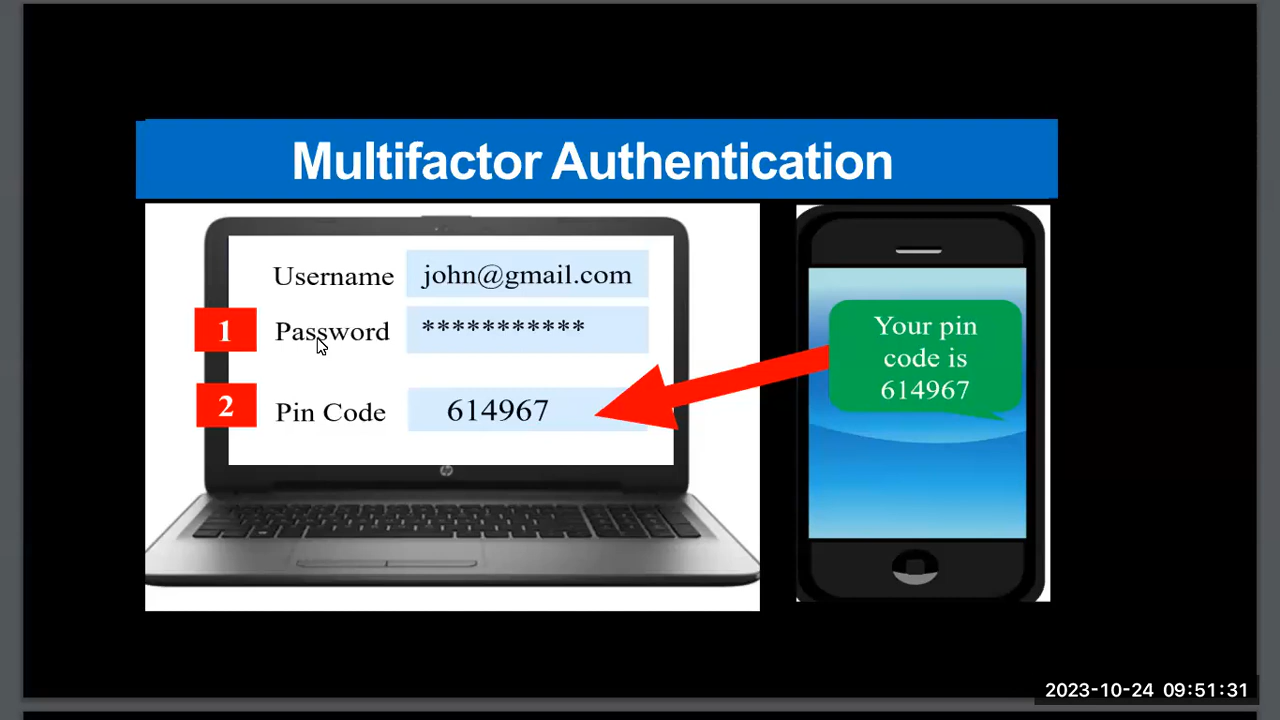 Multifactor Authentication
Username john@gmail.com
1 Password ***********
2 Pin Code 614967
hp
Your pin
code is
614967
2023-10-24 09:51:31